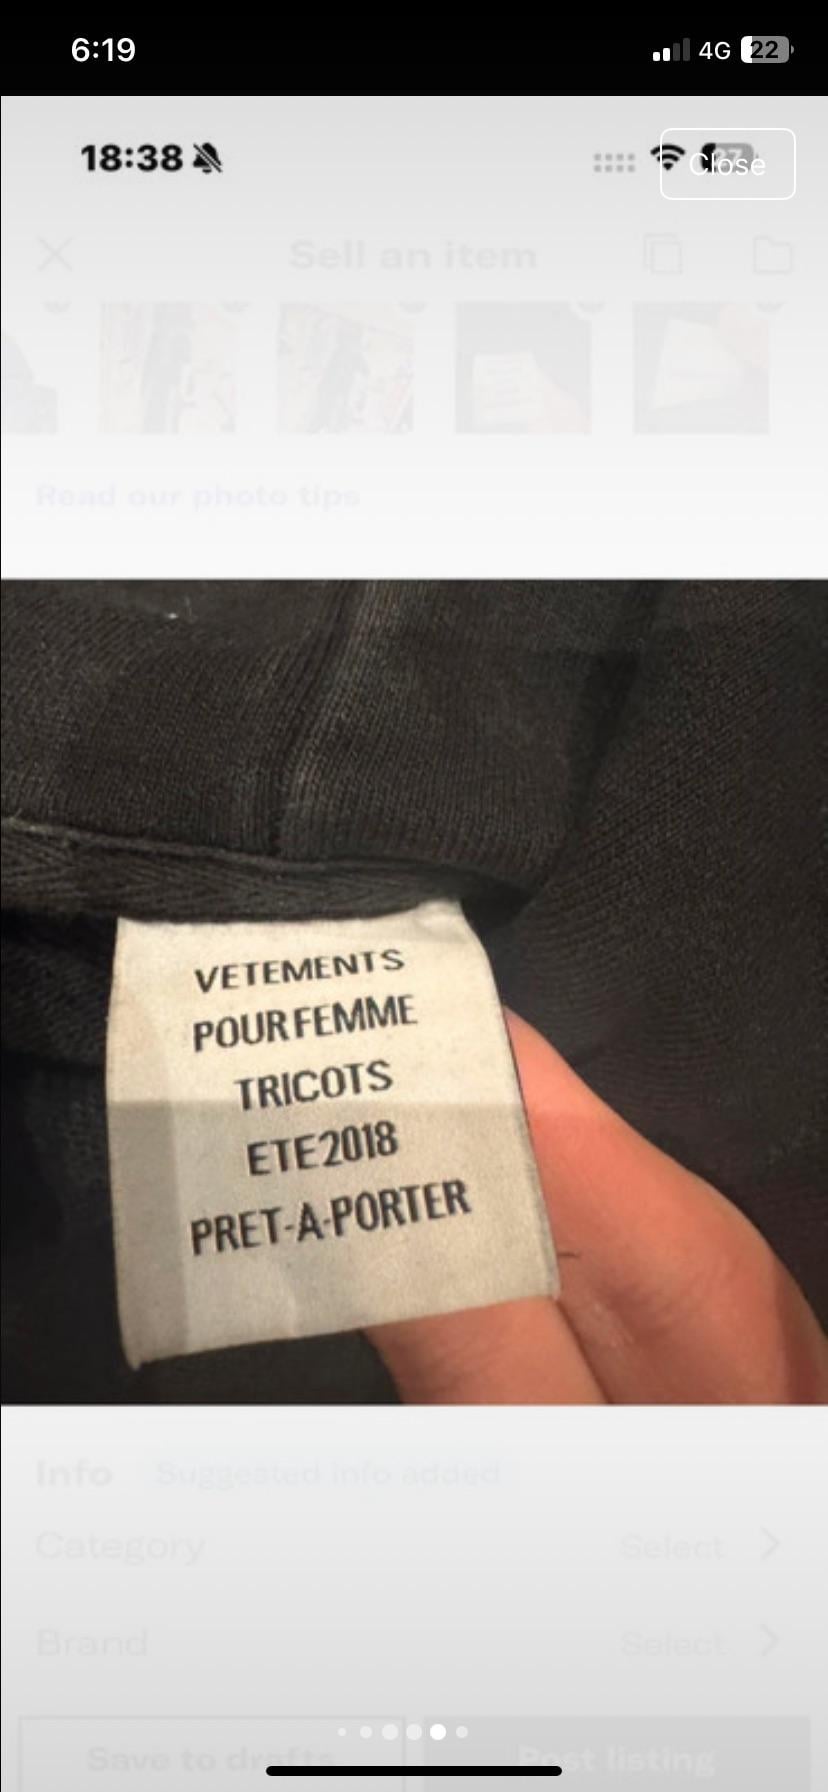 6:19
4G 22
18:38
Close
Sell an item
Read our photo tips
VETEMENTS
POUR FEMME
TRICOTS
ETE2018
PRET-A-PORTER
Info Suggested info added
Category Select
Brand Select
Save to drafts Post listing